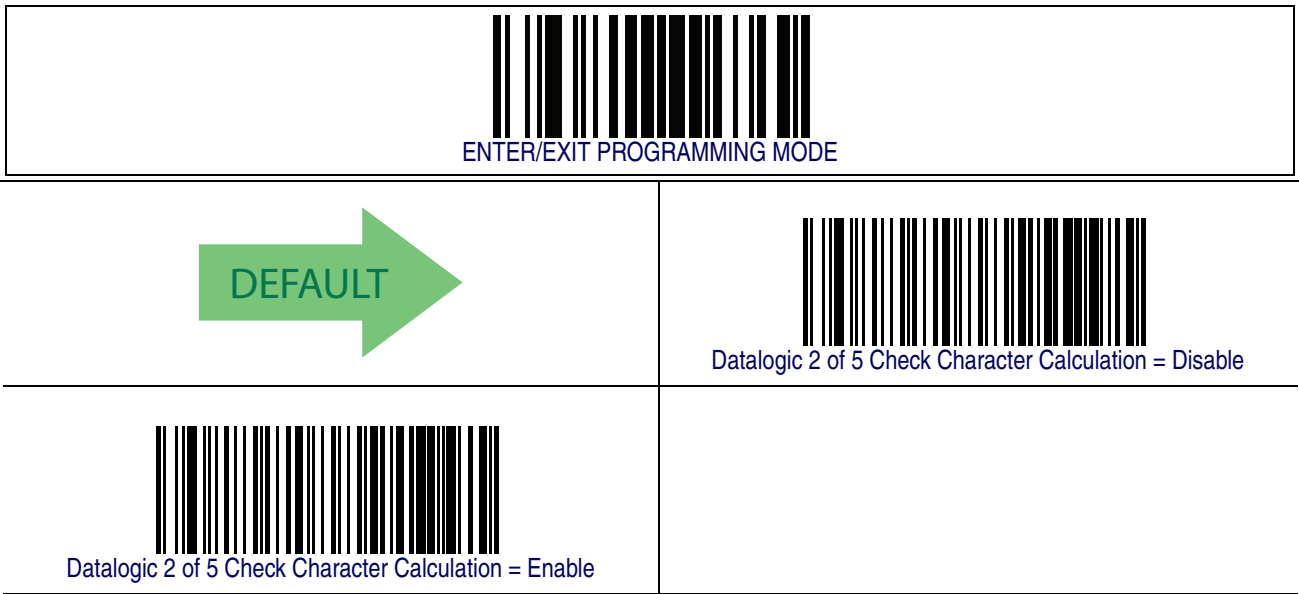 ENTER/EXIT PROGRAMMING MODE
DEFAULT
Datalogic 2 of 5 Check Character Calculation = Disable
Datalogic 2 of 5 Check Character Calculation = Enable